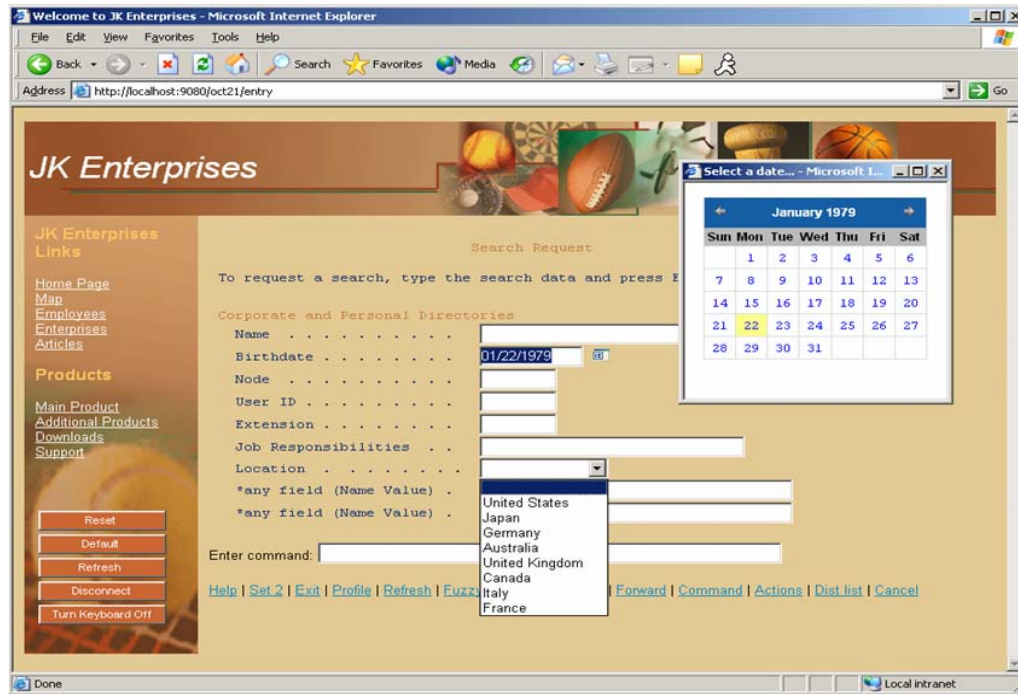 Welcome to JK Enterprises - Microsoft Internet Explorer
File Edit View Favorites Tools Help
Back Search Favorites Media
Address http://localhost:9080/oct21/entry Go
JK Enterprises
Select a date... - Microsoft I...
January 1979
Sun Mon Tue Wed Thu Fri Sat
1 2 3 4 5 6
7 8 9 10 11 12 13
14 15 16 17 18 19 20
21 22 23 24 25 26 27
28 29 30 31
JK Enterprises
Links
Home Page
Map
Employees
Enterprises
Articles
Products
Main Product
Additional Products
Downloads
Support
Reset
Default
Refresh
Disconnect
Turn Keyboard Off
Search Request
To request a search, type the search data and press
Corporate and Personal Directories
Name . . . . . . . . . .
Birthdate . . . . . . . . 01/22/1979
Node . . . . . . . . . .
User ID . . . . . . . . .
Extension . . . . . . . .
Job Responsibilities . .
Location . . . . . . . .
*any field (Name Value) .
*any field (Name Value) .
United States
Japan
Germany
Australia
United Kingdom
Canada
Italy
France
Enter command:
Help | Set 2 | Exit | Profile | Refresh | Fuzzy | Forward | Command | Actions | Dist list | Cancel
Done Local intranet